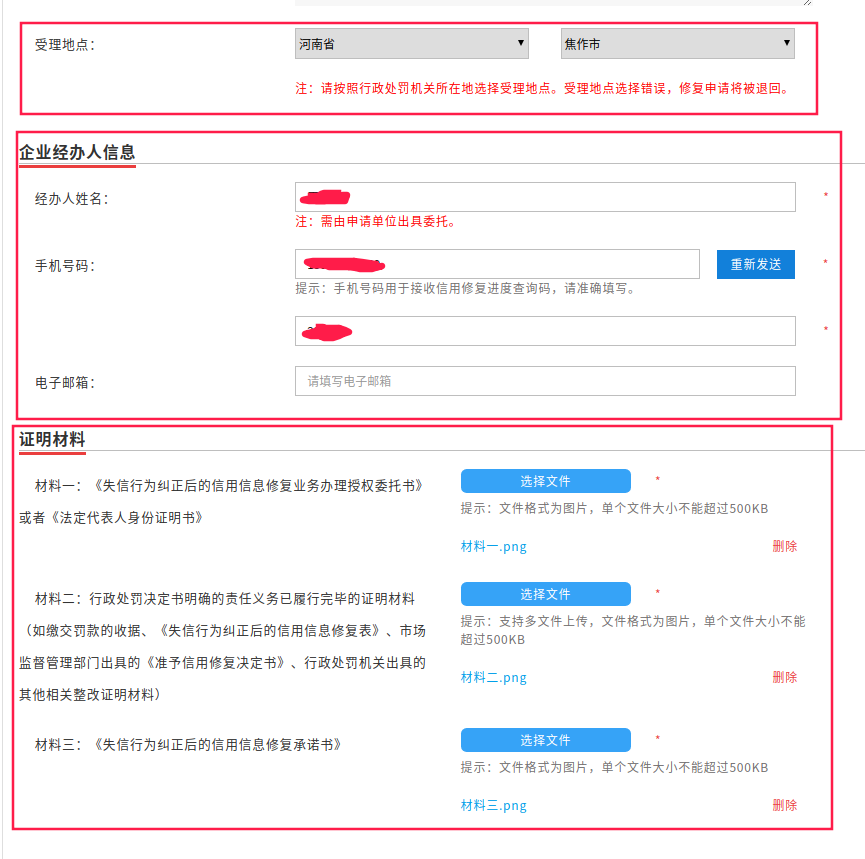 受理地点：
河南省
焦作市
注：请按照行政处罚机关所在地选择受理地点。受理地点选择错误，修复申请将被退回。
企业经办人信息
经办人姓名：
*
注：需由申请单位出具委托。
手机号码：
重新发送
*
提示：手机号码用于接收信用修复进度查询码，请准确填写。
*
电子邮箱：
请填写电子邮箱
证明材料
材料一：《失信行为纠正后的信用信息修复业务办理授权委托书》
或者《法定代表人身份证明书》
选择文件
*
提示：文件格式为图片，单个文件大小不能超过500KB
材料一.png
删除
材料二：行政处罚决定书明确的责任义务已履行完毕的证明材料
（如缴交罚款的收据、《失信行为纠正后的信用信息修复表》、市场
监督管理部门出具的《准予信用修复决定书》、行政处罚机关出具的
其他相关整改证明材料）
选择文件
*
提示：支持多文件上传，文件格式为图片，单个文件大小不能
超过500KB
材料二.png
删除
材料三：《失信行为纠正后的信用信息修复承诺书》
选择文件
*
提示：文件格式为图片，单个文件大小不能超过500KB
材料三.png
删除